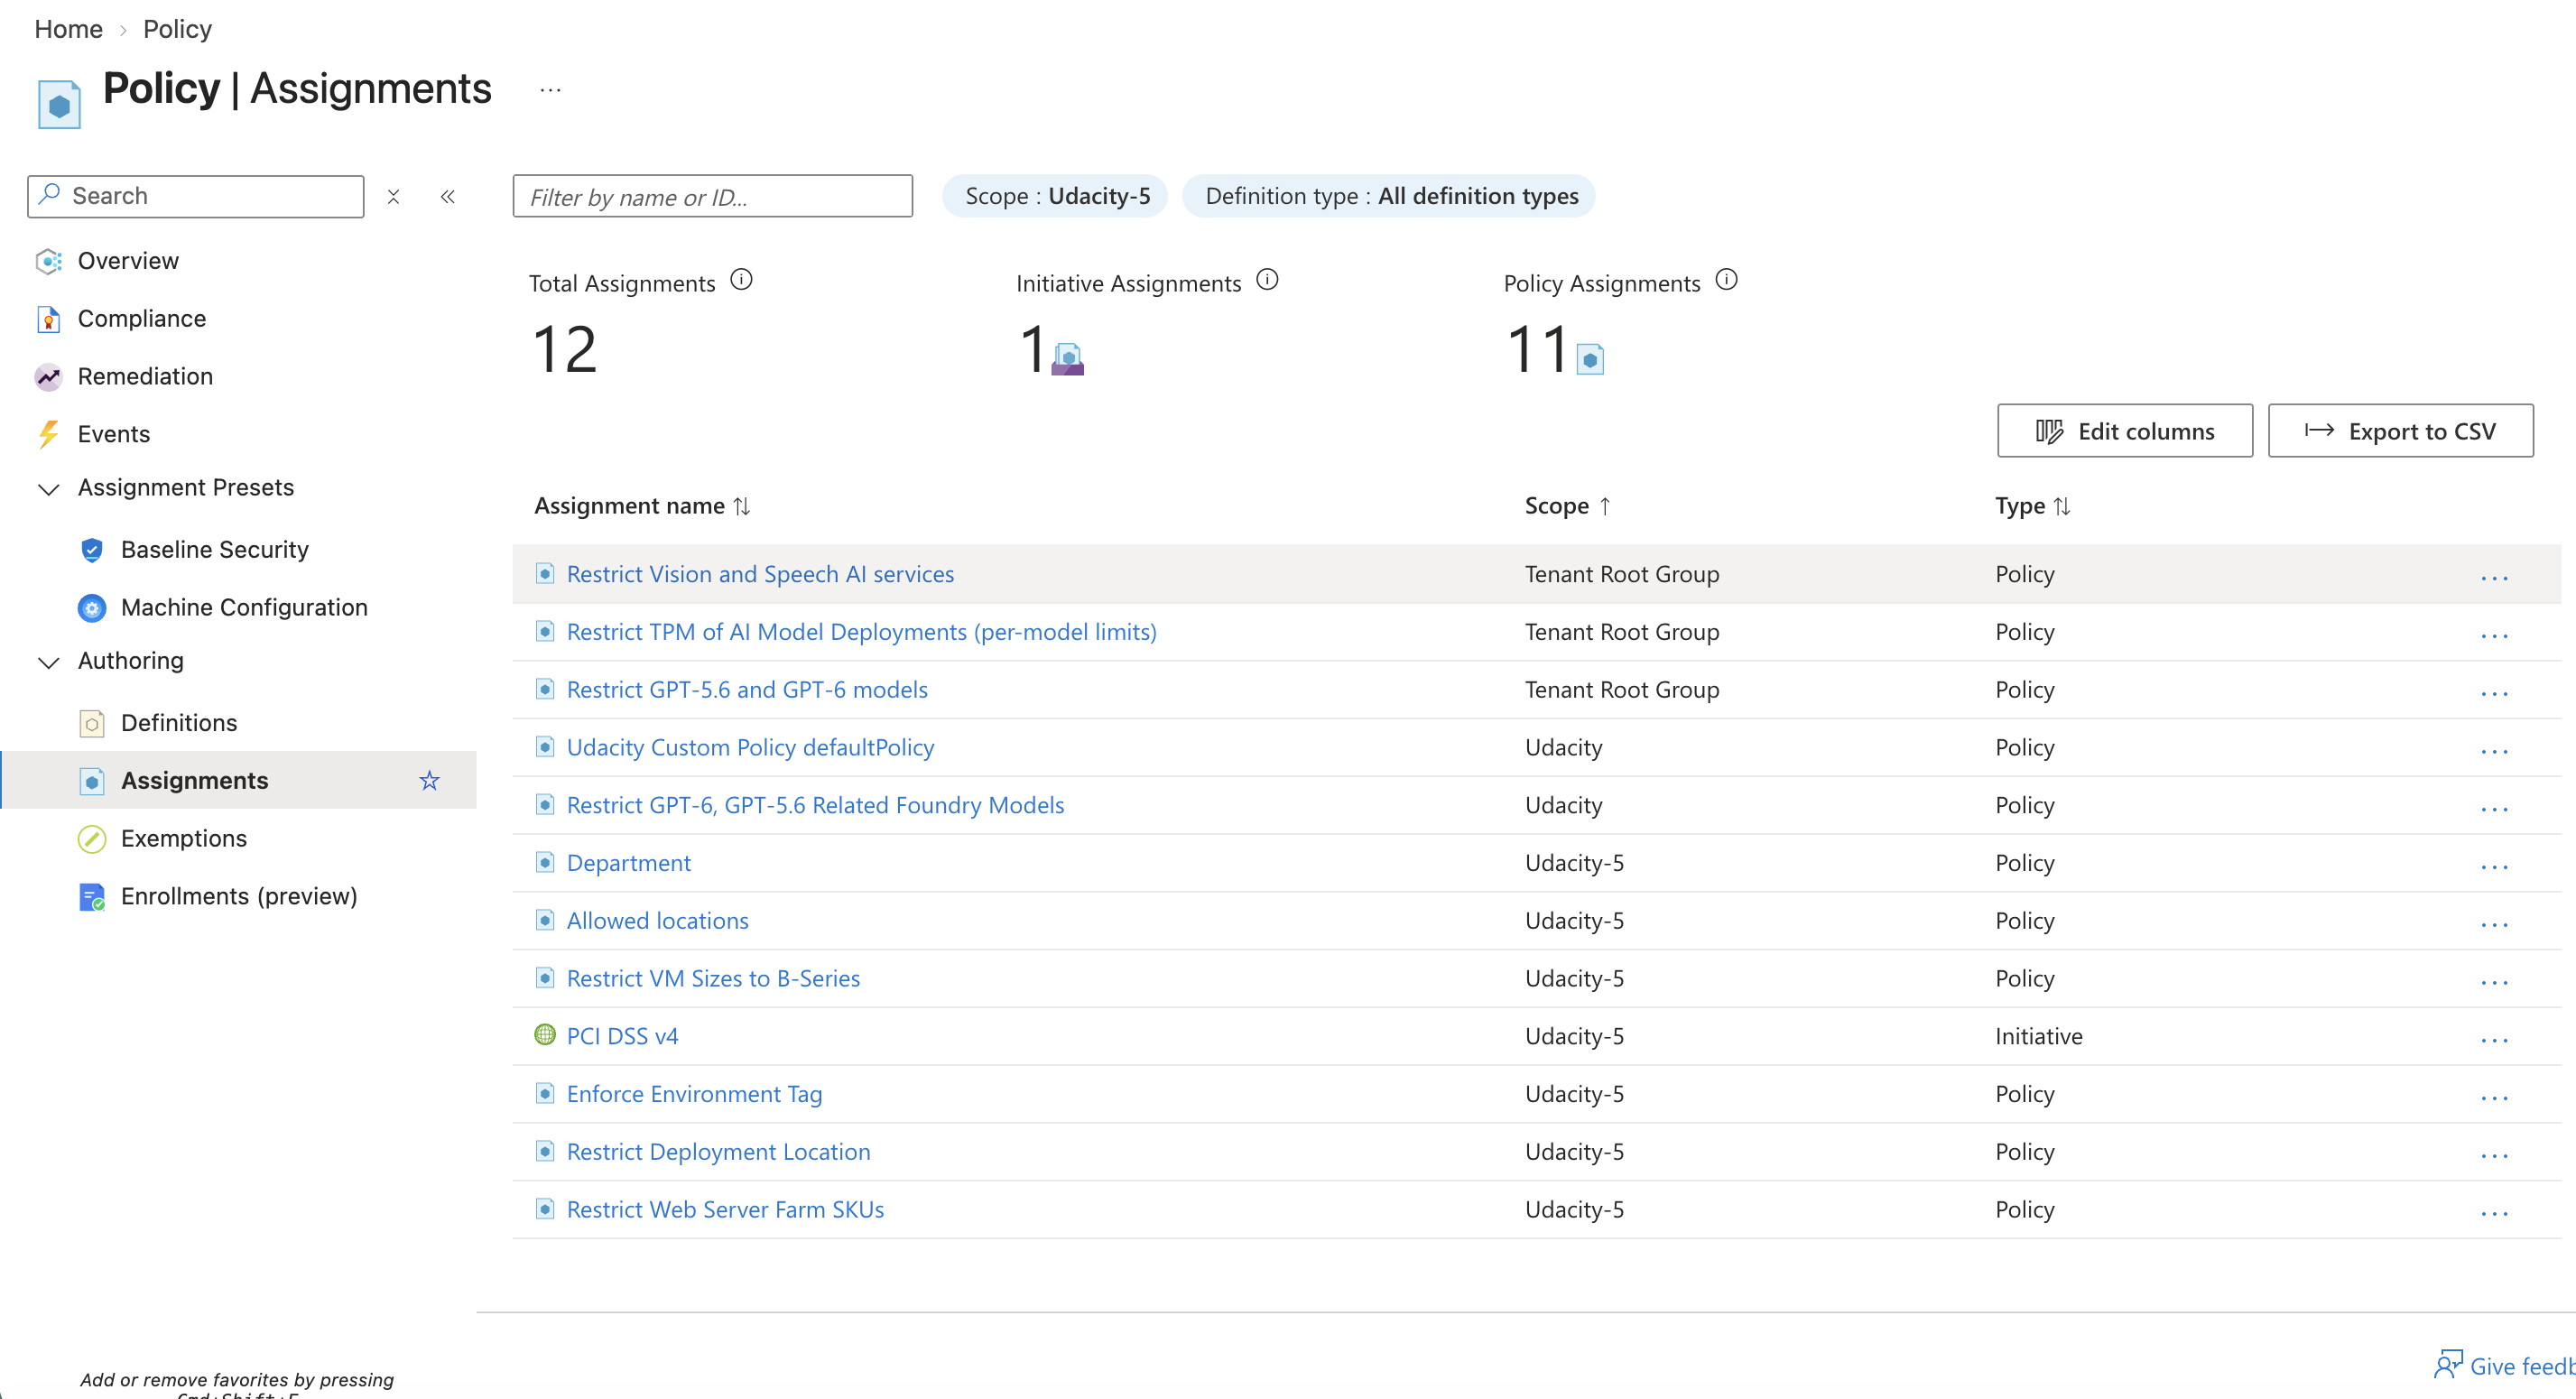 Home > Policy
Policy | Assignments ...
Search
Overview
Compliance
Remediation
Events
Assignment Presets
Baseline Security
Machine Configuration
Authoring
Definitions
Assignments
Exemptions
Enrollments (preview)
Add or remove favorites by pressing
Cmd+Shift+F
Filter by name or ID...
Scope : Udacity-5
Definition type : All definition types
Total Assignments
12
Initiative Assignments
1
Policy Assignments
11
Edit columns
Export to CSV
Assignment name Scope Type
Restrict Vision and Speech AI services Tenant Root Group Policy ...
Restrict TPM of AI Model Deployments (per-model limits) Tenant Root Group Policy ...
Restrict GPT-5.6 and GPT-6 models Tenant Root Group Policy ...
Udacity Custom Policy defaultPolicy Udacity Policy ...
Restrict GPT-6, GPT-5.6 Related Foundry Models Udacity Policy ...
Department Udacity-5 Policy ...
Allowed locations Udacity-5 Policy ...
Restrict VM Sizes to B-Series Udacity-5 Policy ...
PCI DSS v4 Udacity-5 Initiative ...
Enforce Environment Tag Udacity-5 Policy ...
Restrict Deployment Location Udacity-5 Policy ...
Restrict Web Server Farm SKUs Udacity-5 Policy ...
Give